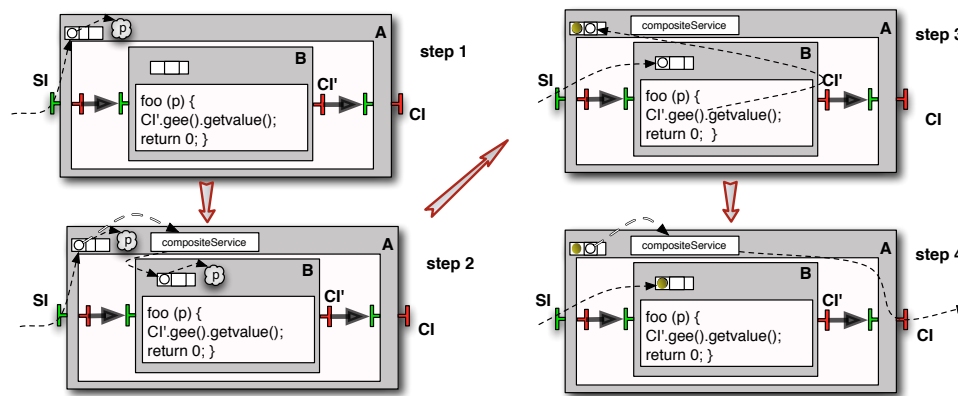 p
A
step 1
B
SI
CI'
CI
foo (p) {
CI'.gee().getvalue();
return 0; }
compositeService
A
step 3
B
SI
CI'
CI
foo (p) {
CI'.gee().getvalue();
return 0; }
p
compositeService
A
step 2
B
p
SI
CI'
CI
foo (p) {
CI'.gee().getvalue();
return 0; }
compositeService
A
step 4
B
SI
CI'
CI
foo (p) {
CI'.gee().getvalue();
return 0; }